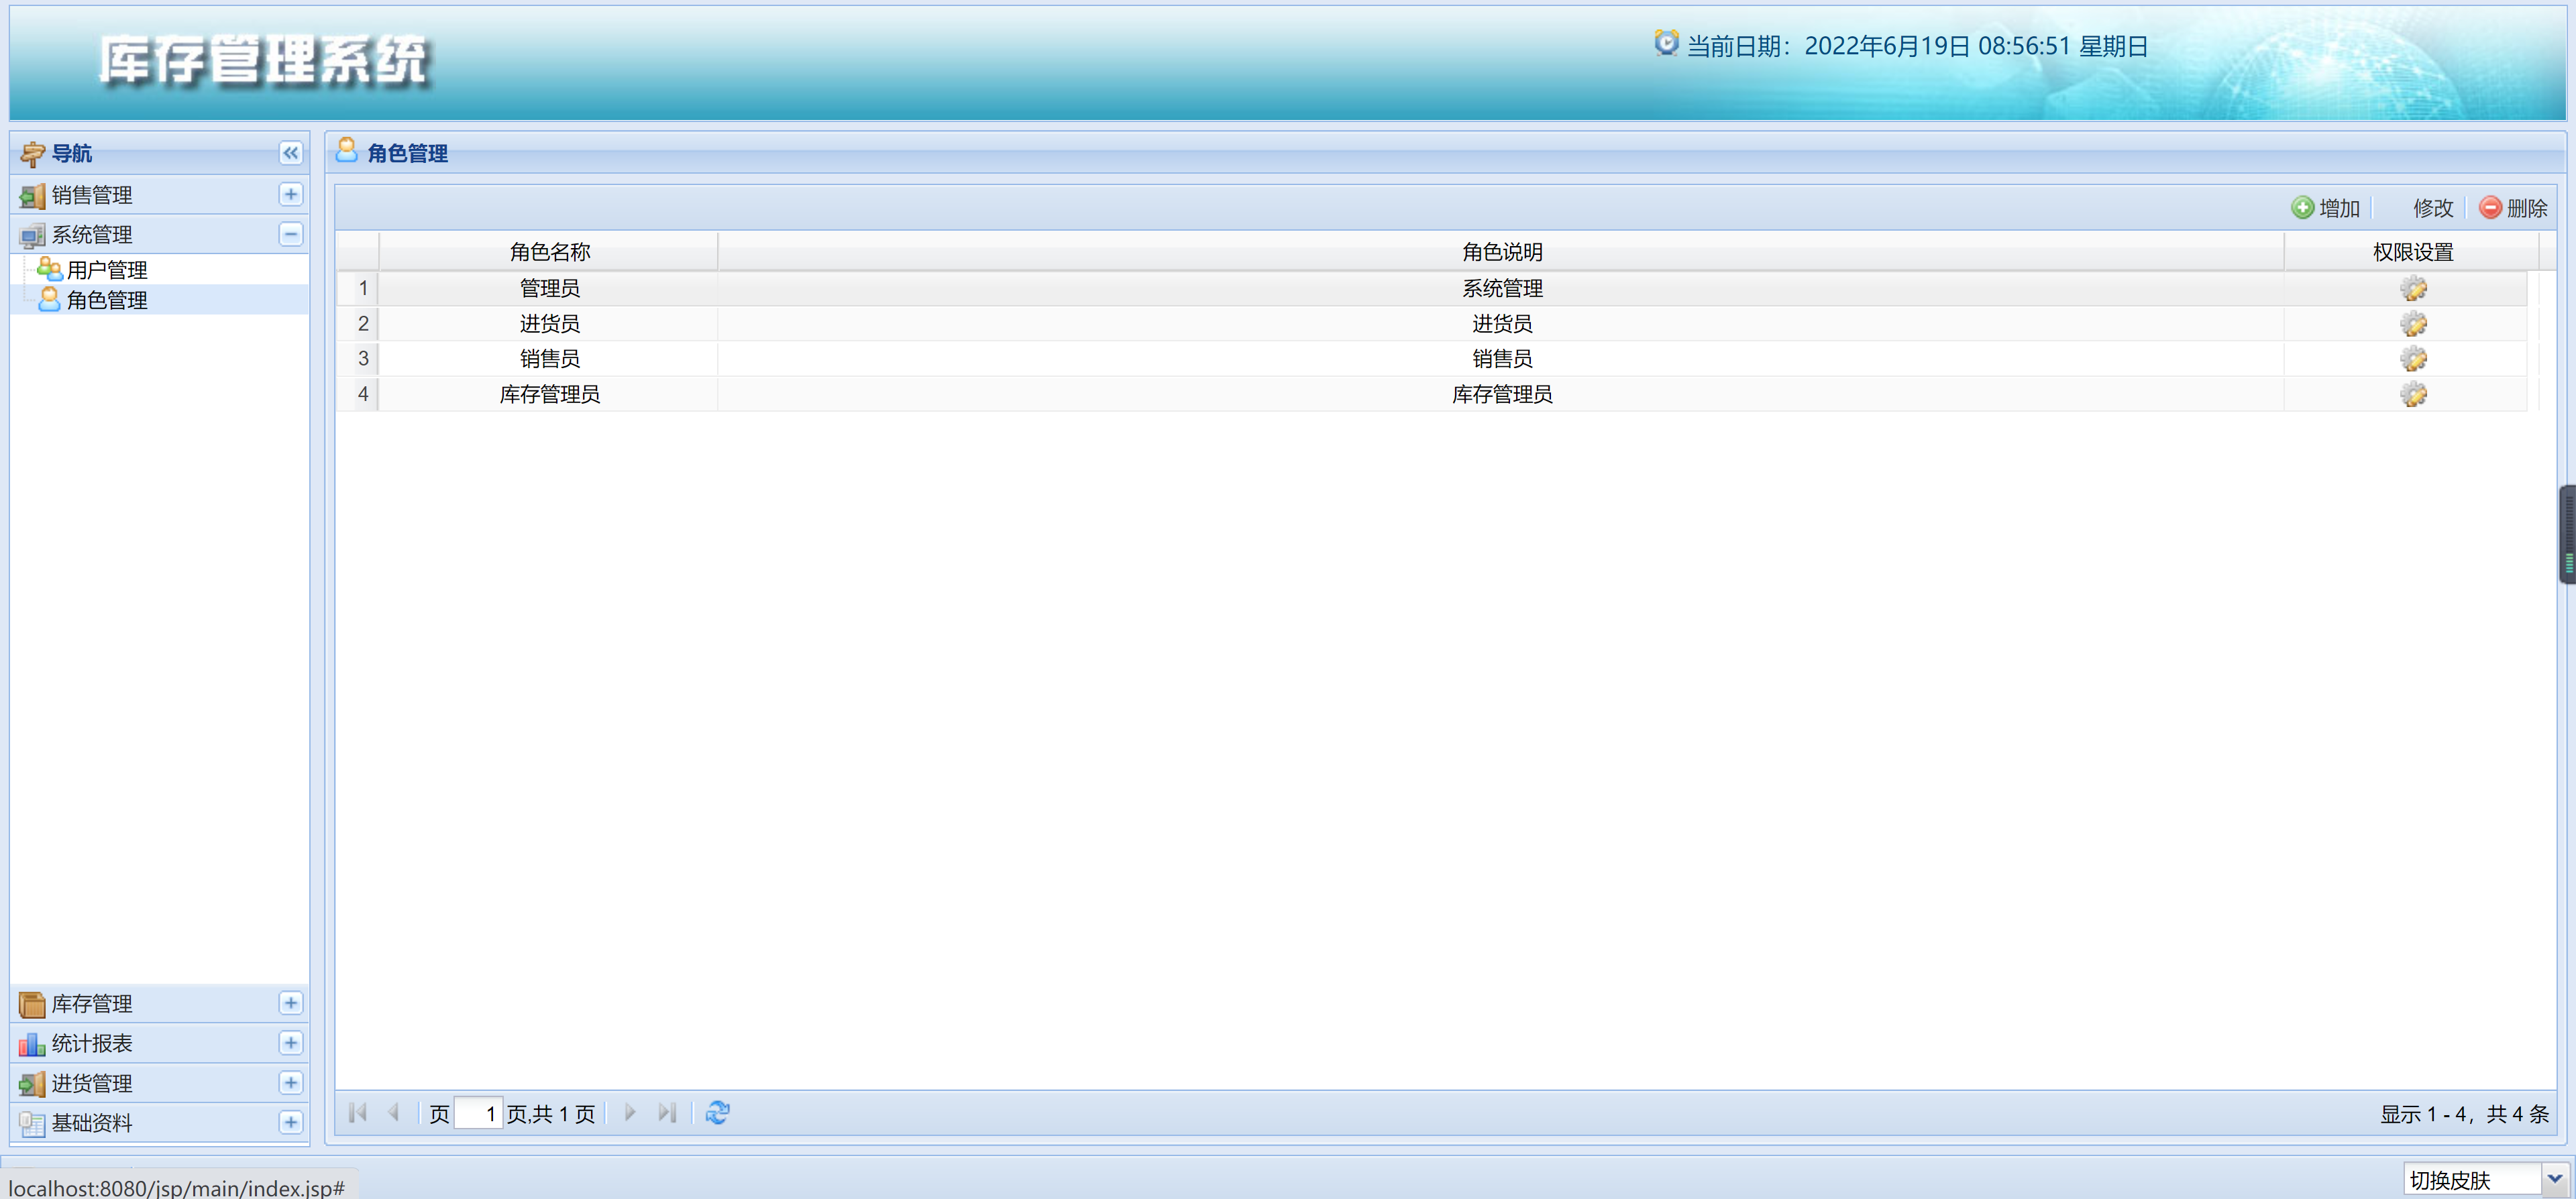 库存管理系统
当前日期：2022年6月19日 08:56:51 星期日
导航
销售管理
系统管理
用户管理
角色管理
库存管理
统计报表
进货管理
基础资料
角色管理
增加 修改 删除
角色名称 角色说明 权限设置
1 管理员 系统管理
2 进货员 进货员
3 销售员 销售员
4 库存管理员 库存管理员
页 1 页,共 1 页
显示 1 - 4，共 4 条
localhost:8080/jsp/main/index.jsp#
切换皮肤